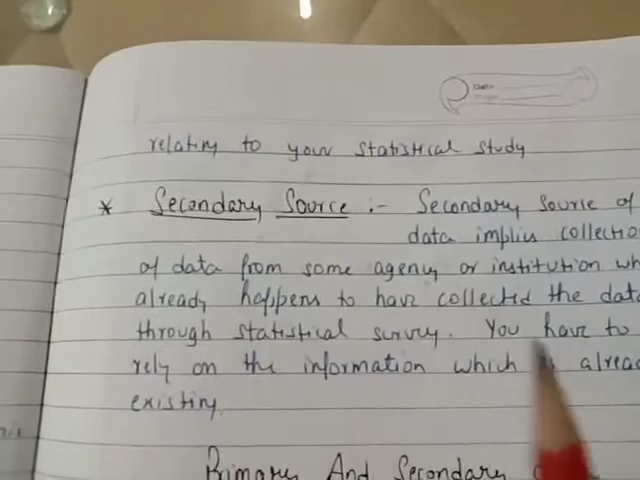 relating to your statistical study
* Secondary Source :- Secondary source of
data implies collectio
of data from some agency or institution wh
already happens to have collected the data
through statistical survey. You have to
rely on the information which is alread
existing.
Primary And Secondary